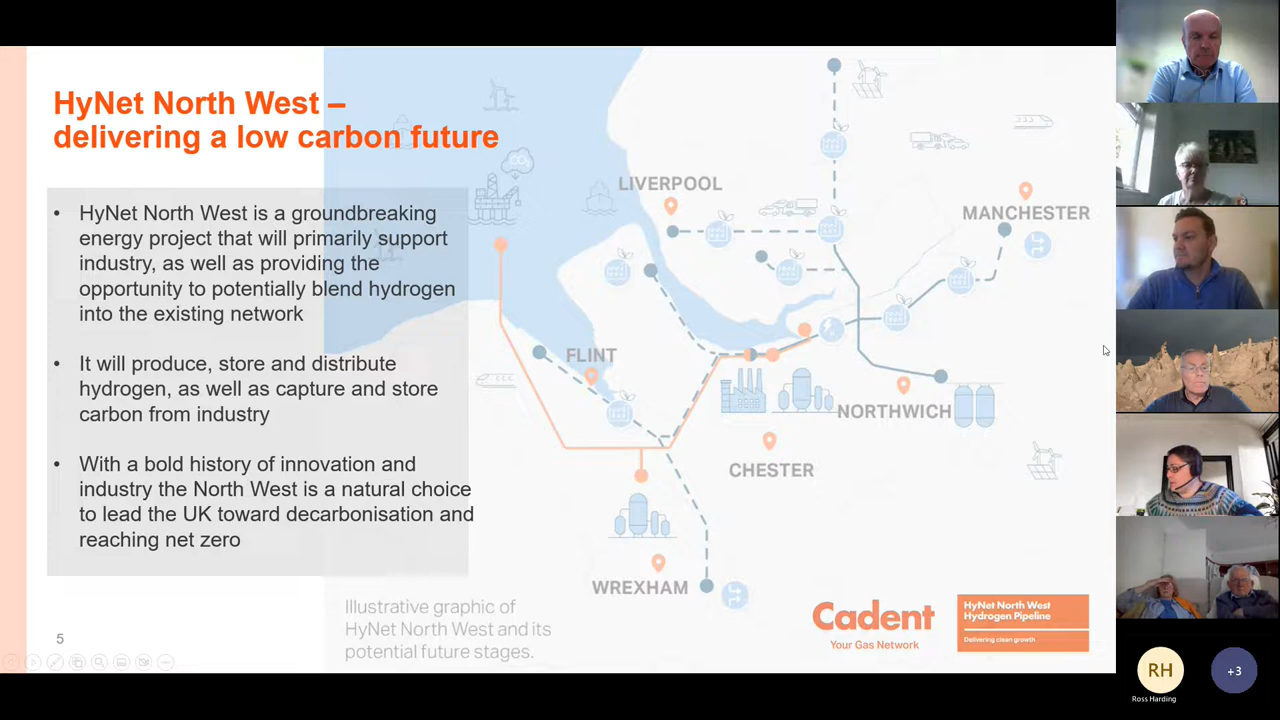 HyNet North West –
delivering a low carbon future
• HyNet North West is a groundbreaking
energy project that will primarily support
industry, as well as providing the
opportunity to potentially blend hydrogen
into the existing network
• It will produce, store and distribute
hydrogen, as well as capture and store
carbon from industry
• With a bold history of innovation and
industry the North West is a natural choice
to lead the UK toward decarbonisation and
reaching net zero
LIVERPOOL
MANCHESTER
FLINT
NORTHWICH
CHESTER
WREXHAM
Illustrative graphic of
HyNet North West and its
potential future stages.
Cadent
Your Gas Network
HyNet North West
Hydrogen Pipeline
Delivering clean growth
5
RH
Ross Harding
+3